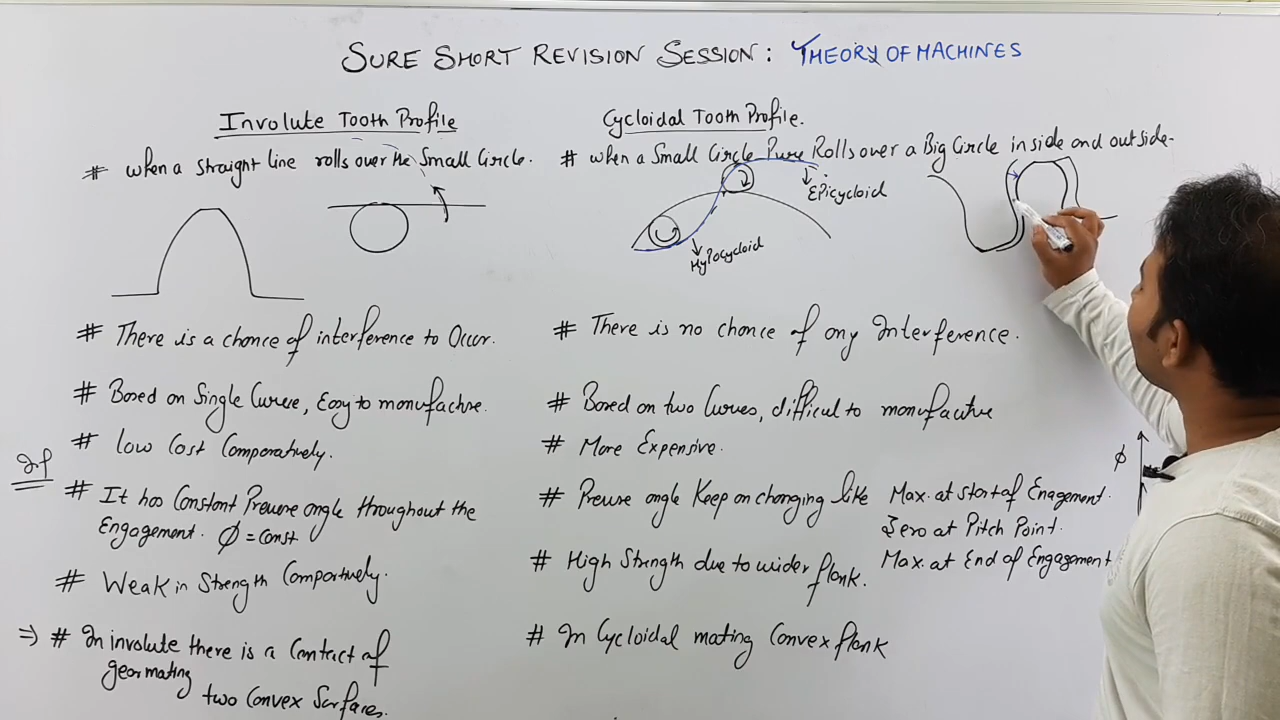 SURE SHORT REVISION SESSION: THEORY OF MACHINES
Involute Tooth Profile
# when a straight line rolls over the Small Circle.
# There is a chance of interference to Occur.
# Based on Single Curve, Easy to manufacture.
# Low Cost Comparatively.
# It has Constant Pressure angle throughout the
Engagement. ϕ = Const
# Weak in Strength Comparitively.
⇒ # In involute there is a Contact of
gear mating
two Convex Surfaces.
Cycloidal Tooth Profile.
# when a Small Circle Pure Rolls over a Big Circle inside and outside.
Epicycloid
Hypocycloid
# There is no chance of any Interference.
# Based on two Curves, difficult to manufacture
# More Expensive.
# Pressure angle Keep on changing like
Max. at Start of Enagement.
Zero at Pitch Point.
Max. at End of Engagement
# High Strength due to wider flank.
# In Cycloidal mating Convex flank
ϕ